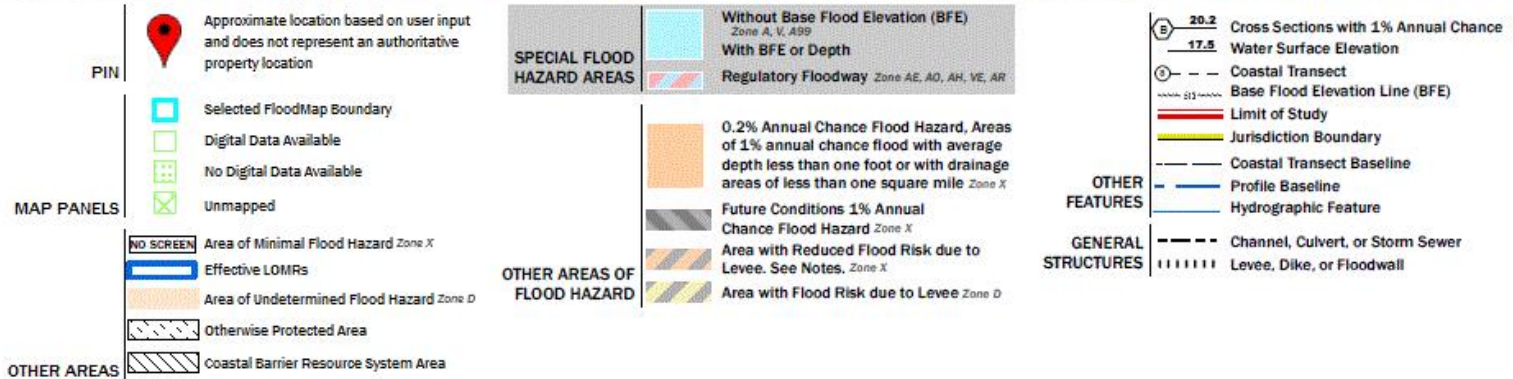 PIN
Approximate location based on user input
and does not represent an authoritative
property location
MAP PANELS
Selected FloodMap Boundary
Digital Data Available
No Digital Data Available
Unmapped
OTHER AREAS
NO SCREEN Area of Minimal Flood Hazard Zone X
Effective LOMRs
Area of Undetermined Flood Hazard Zone D
Otherwise Protected Area
Coastal Barrier Resource System Area
SPECIAL FLOOD
HAZARD AREAS
Without Base Flood Elevation (BFE)
Zone A, V, A99
With BFE or Depth
Regulatory Floodway Zone AE, AO, AH, VE, AR
OTHER AREAS OF
FLOOD HAZARD
0.2% Annual Chance Flood Hazard, Areas
of 1% annual chance flood with average
depth less than one foot or with drainage
areas of less than one square mile Zone X
Future Conditions 1% Annual
Chance Flood Hazard Zone X
Area with Reduced Flood Risk due to
Levee. See Notes. Zone X
Area with Flood Risk due to Levee Zone D
OTHER
FEATURES
B 20.2 Cross Sections with 1% Annual Chance
17.5 Water Surface Elevation
8 Coastal Transect
513 Base Flood Elevation Line (BFE)
Limit of Study
Jurisdiction Boundary
Coastal Transect Baseline
Profile Baseline
Hydrographic Feature
GENERAL
STRUCTURES
Channel, Culvert, or Storm Sewer
Levee, Dike, or Floodwall